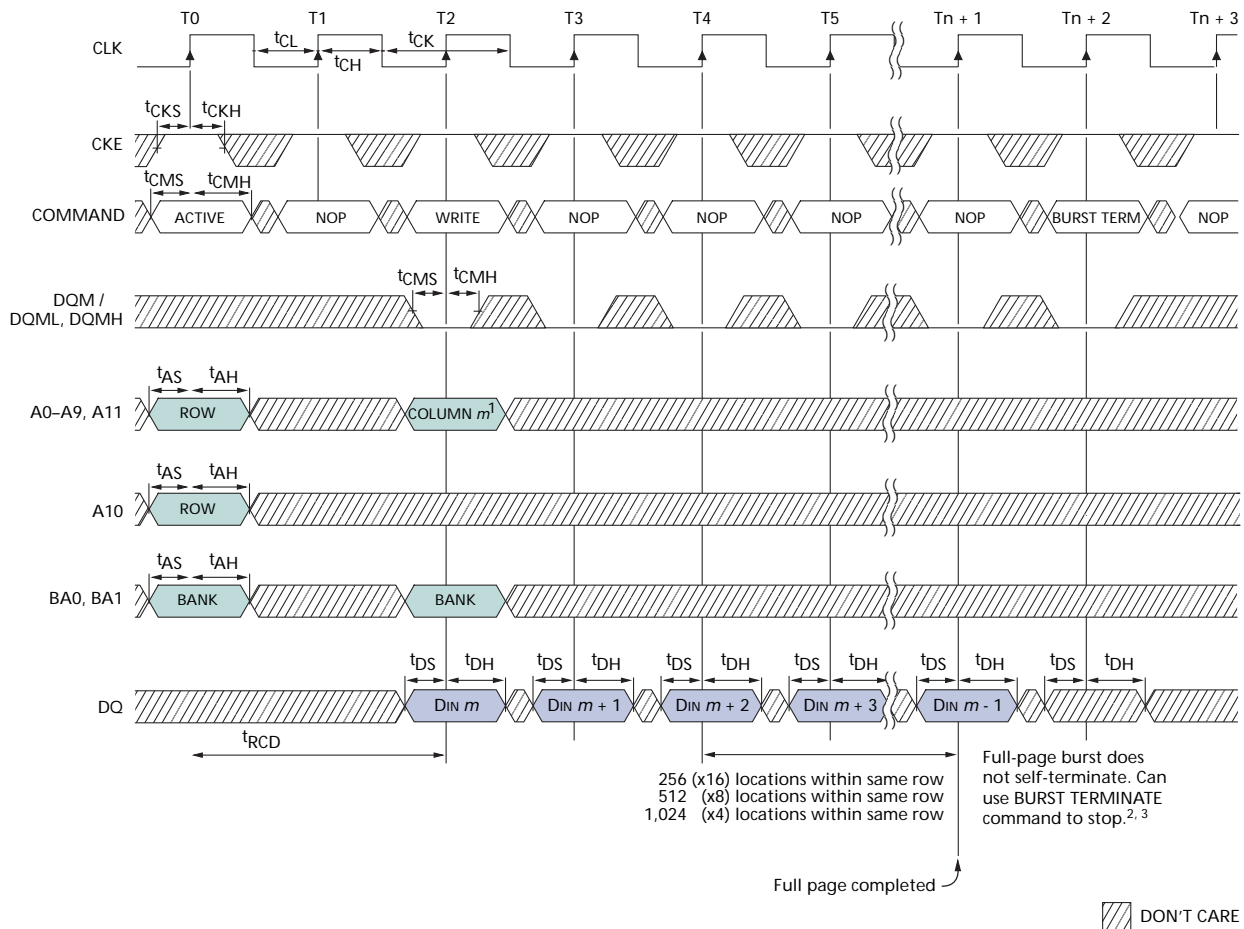 T0 T1 T2 T3 T4 T5 Tn + 1 Tn + 2 Tn + 3
CLK
tCL tCK
tCH
tCKS tCKH
CKE
tCMS tCMH
COMMAND ACTIVE NOP WRITE NOP NOP NOP NOP BURST TERM NOP
tCMS tCMH
DQM /
DQML, DQMH
tAS tAH
A0–A9, A11 ROW COLUMN m1
tAS tAH
A10 ROW
tAS tAH
BA0, BA1 BANK BANK
tDS tDH tDS tDH tDS tDH tDS tDH tDS tDH tDS tDH
DQ DIN m DIN m + 1 DIN m + 2 DIN m + 3 DIN m - 1
tRCD
256 (x16) locations within same row
512 (x8) locations within same row
1,024 (x4) locations within same row
Full-page burst does
not self-terminate. Can
use BURST TERMINATE
command to stop.2, 3
Full page completed
DON'T CARE